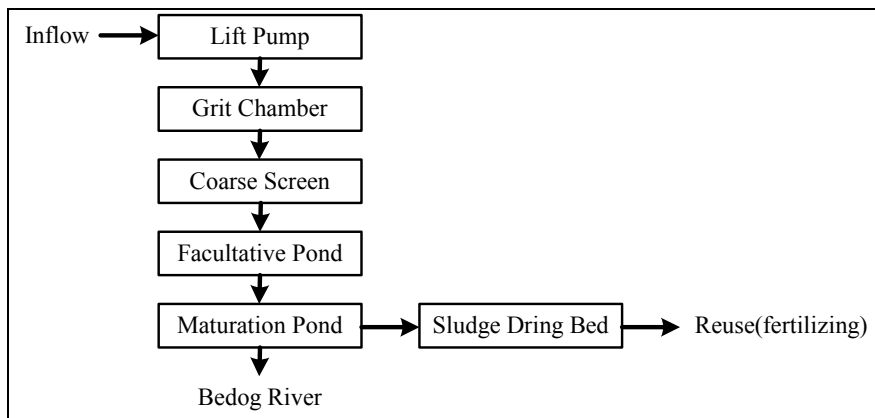 Inflow
Lift Pump
Grit Chamber
Coarse Screen
Facultative Pond
Maturation Pond
Sludge Dring Bed
Reuse(fertilizing)
Bedog River